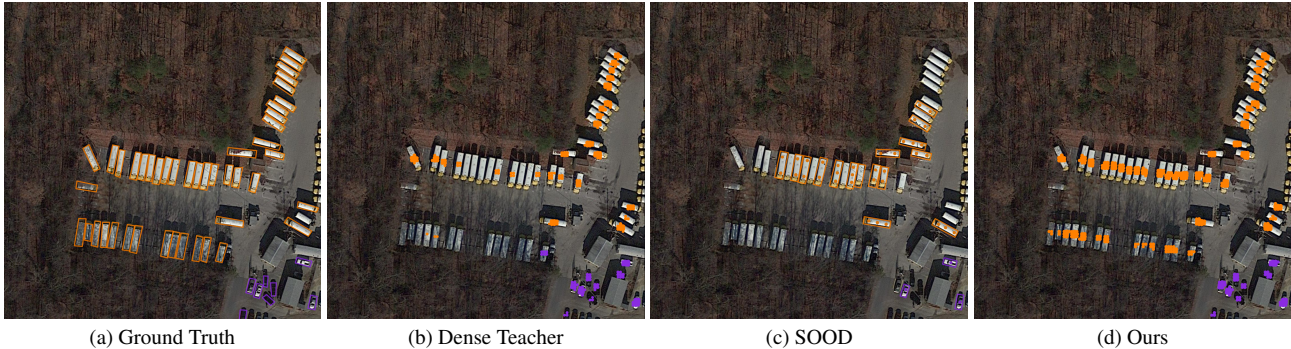 (a) Ground Truth
(b) Dense Teacher
(c) SOOD
(d) Ours